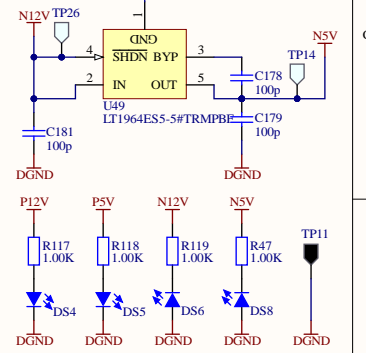 N12V
TP26
1
GND
4
SHDN
BYP
3
2
IN
OUT
5
N5V
TP14
C178
100p
U49
LT1964ES5-5#TRMPBF
C181
100p
C179
100p
DGND
DGND
P12V
P5V
N12V
N5V
R117
1.00K
R118
1.00K
R119
1.00K
R47
1.00K
TP11
DS4
DS5
DS6
DS8
DGND
DGND
DGND
DGND
DGND